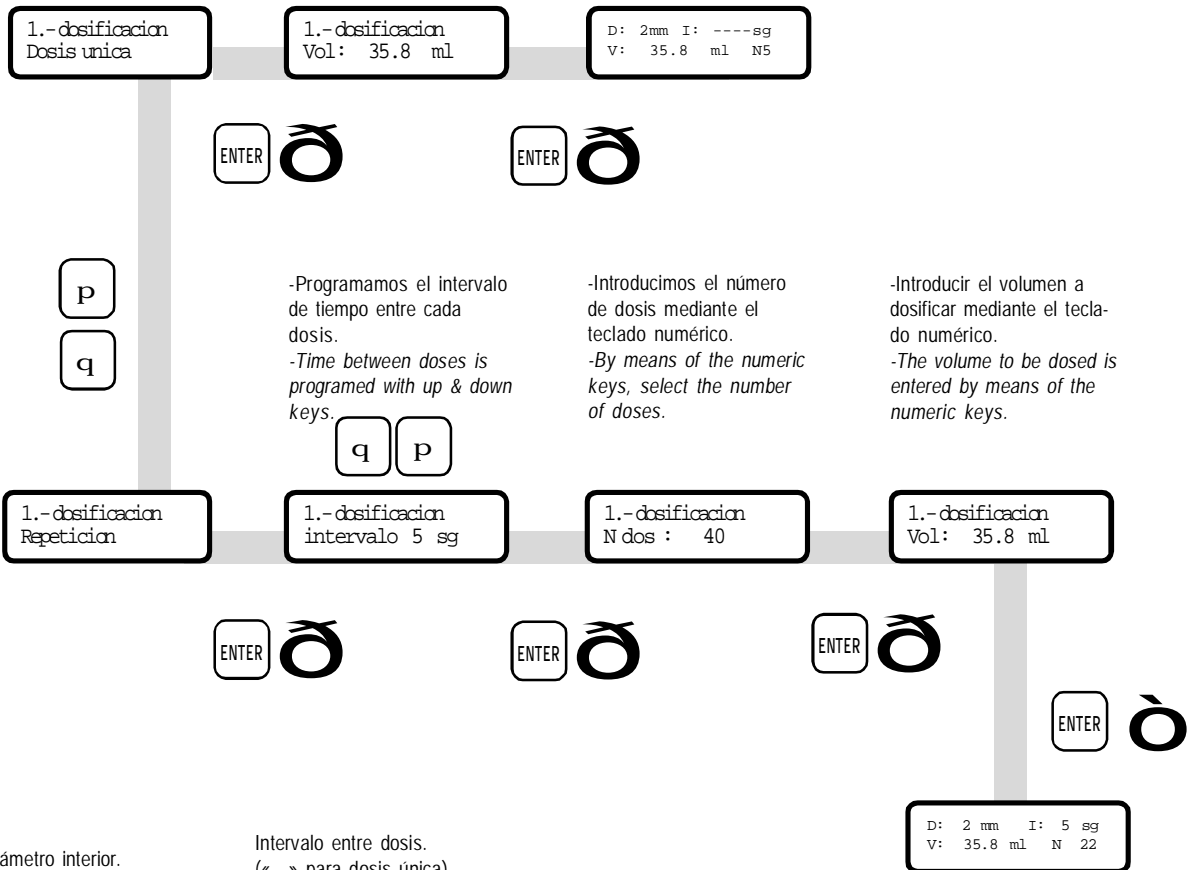 1.-dosificacion
Dosis unica
1.-dosificacion
Vol: 35.8 ml
D: 2mm I: ----sg
V: 35.8 ml N5
ENTER ð
ENTER ð
p
q
-Programamos el intervalo
de tiempo entre cada
dosis.
-Time between doses is
programed with up & down
keys.
q p
-Introducimos el número
de dosis mediante el
teclado numérico.
-By means of the numeric
keys, select the number
of doses.
-Introducir el volumen a
dosificar mediante el tecla-
do numérico.
-The volume to be dosed is
entered by means of the
numeric keys.
1.-dosificacion
Repeticion
1.-dosificacion
intervalo 5 sg
1.-dosificacion
N dos : 40
1.-dosificacion
Vol: 35.8 ml
ENTER ð
ENTER ð
ENTER ð
ENTER ò
D: 2 mm I: 5 sg
V: 35.8 ml N 22
ámetro interior.
Intervalo entre dosis.
para dosis única)